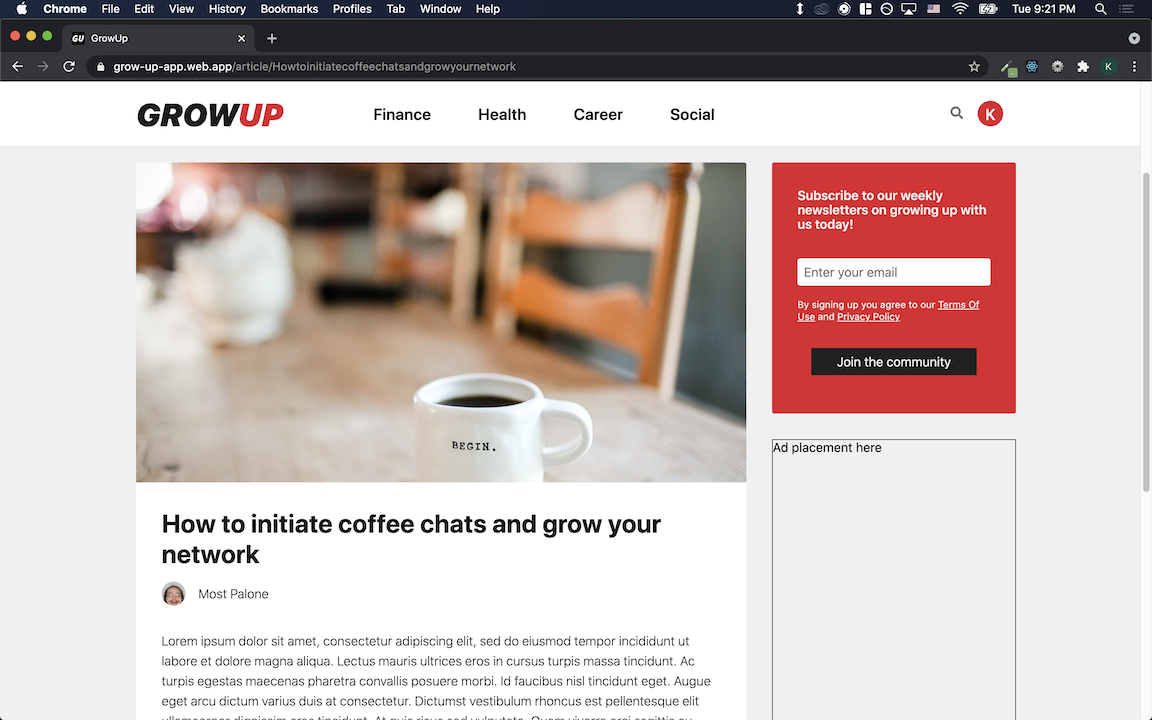 Chrome File Edit View History Bookmarks Profiles Tab Window Help Tue 9:21 PM
GU GrowUp
grow-up-app.web.app/article/Howtoinitiatecoffeechatsandgrowyournetwork K
GROWUP Finance Health Career Social K
BEGIN.
How to initiate coffee chats and grow your
network
Most Palone
Lorem ipsum dolor sit amet, consectetur adipiscing elit, sed do eiusmod tempor incididunt ut
labore et dolore magna aliqua. Lectus mauris ultrices eros in cursus turpis massa tincidunt. Ac
turpis egestas maecenas pharetra convallis posuere morbi. Id faucibus nisl tincidunt eget. Augue
eget arcu dictum varius duis at consectetur. Dictumst vestibulum rhoncus est pellentesque elit
Subscribe to our weekly
newsletters on growing up with
us today!
Enter your email
By signing up you agree to our Terms Of
Use and Privacy Policy
Join the community
Ad placement here